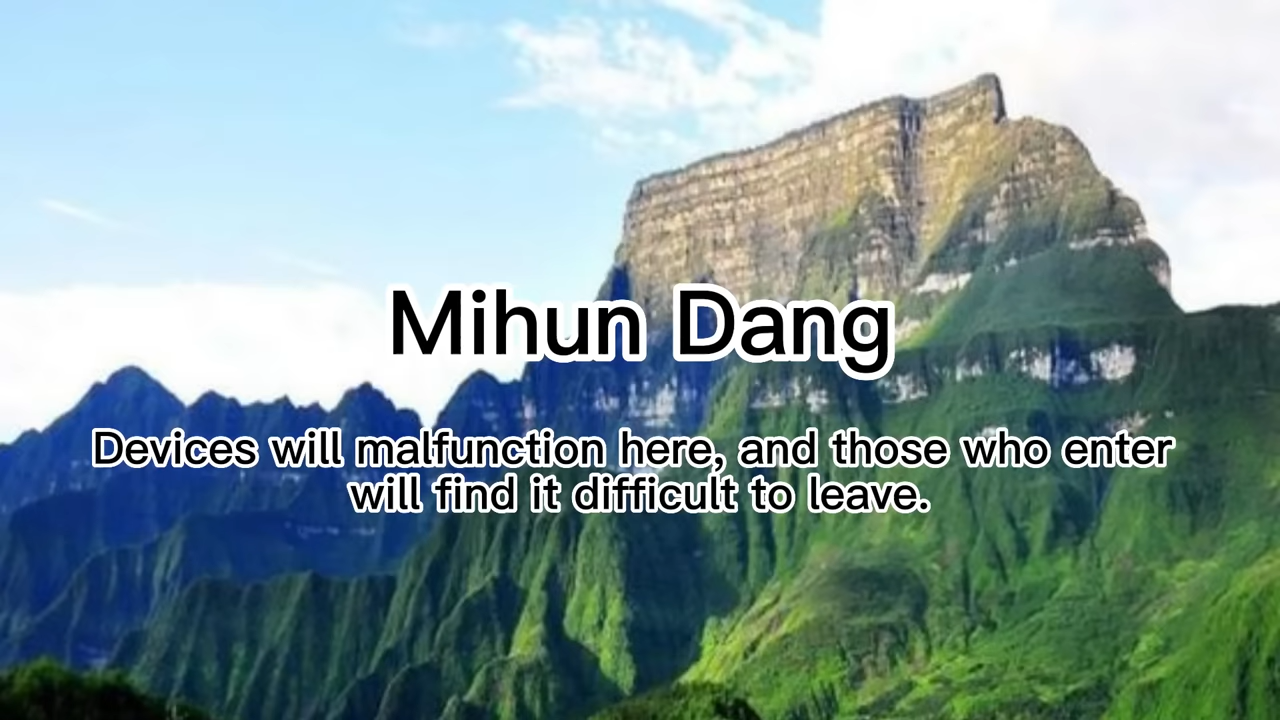 Mihun Dang
Devices will malfunction here, and those who enter
will find it difficult to leave.